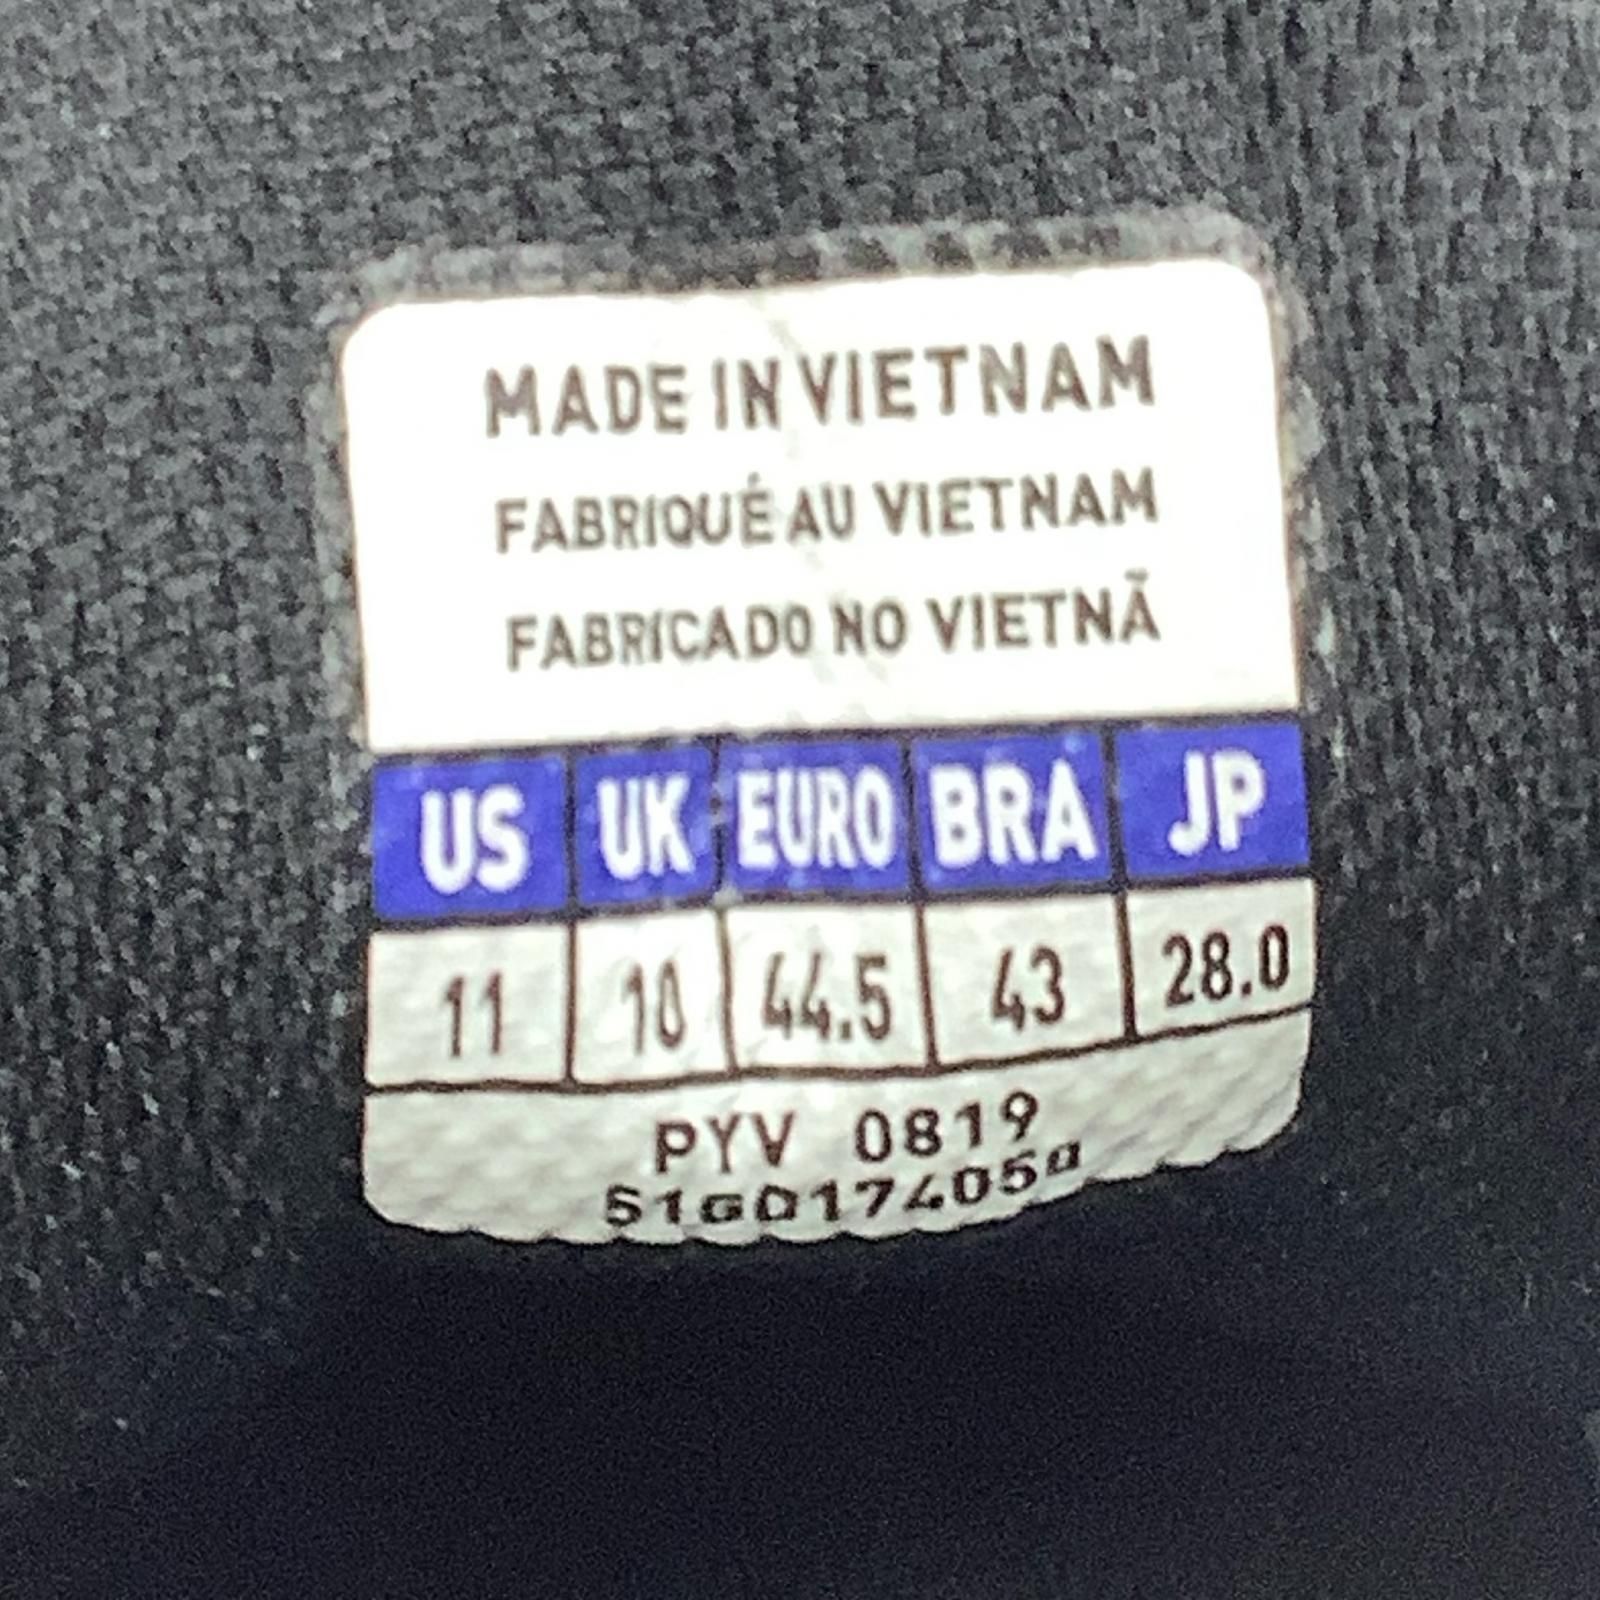 MADE IN VIETNAM
FABRIQUÉ AU VIETNAM
FABRICADO NO VIETNÃ
US UK EURO BRA JP
11 10 44.5 43 28.0
PYV 0819